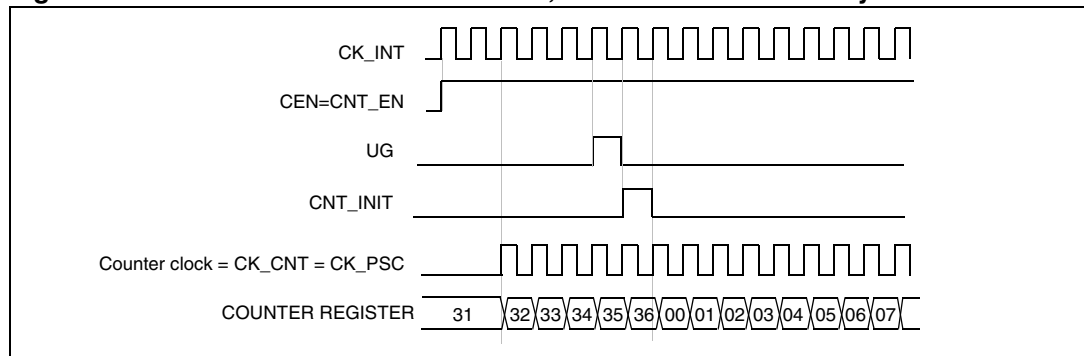 CK_INT
CEN=CNT_EN
UG
CNT_INIT
Counter clock = CK_CNT = CK_PSC
COUNTER REGISTER 31 32 33 34 35 36 00 01 02 03 04 05 06 07